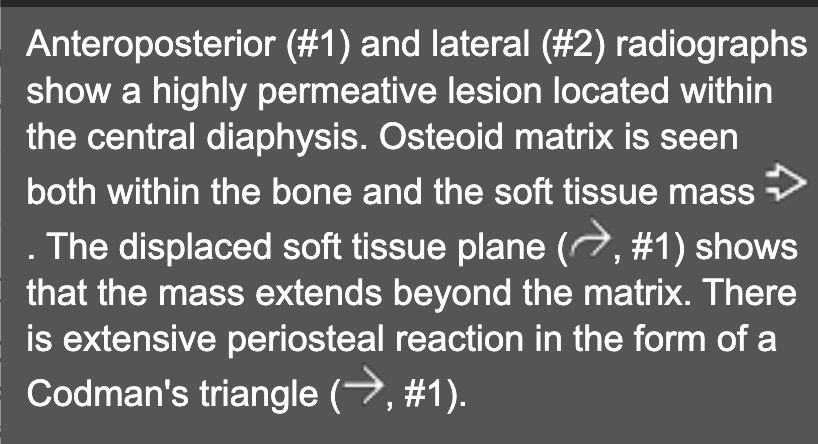 Anteroposterior (#1) and lateral (#2) radiographs
show a highly permeative lesion located within
the central diaphysis. Osteoid matrix is seen
both within the bone and the soft tissue mass ⇨
. The displaced soft tissue plane (↷, #1) shows
that the mass extends beyond the matrix. There
is extensive periosteal reaction in the form of a
Codman's triangle (→, #1).